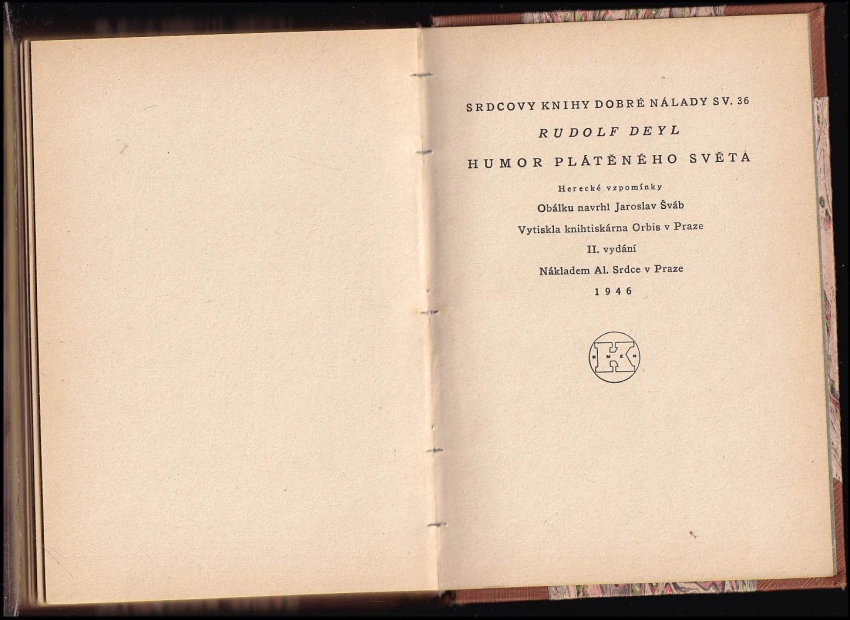 SRDCOVY KNIHY DOBRÉ NÁLADY SV. 36
RUDOLF DEYL
HUMOR PLÁTĚNÉHO SVĚTA
Herecké vzpomínky
Obálku navrhl Jaroslav Šváb
Vytiskla knihtiskárna Orbis v Praze
II. vydání
Nákladem Al. Srdce v Praze
1946
KMEN